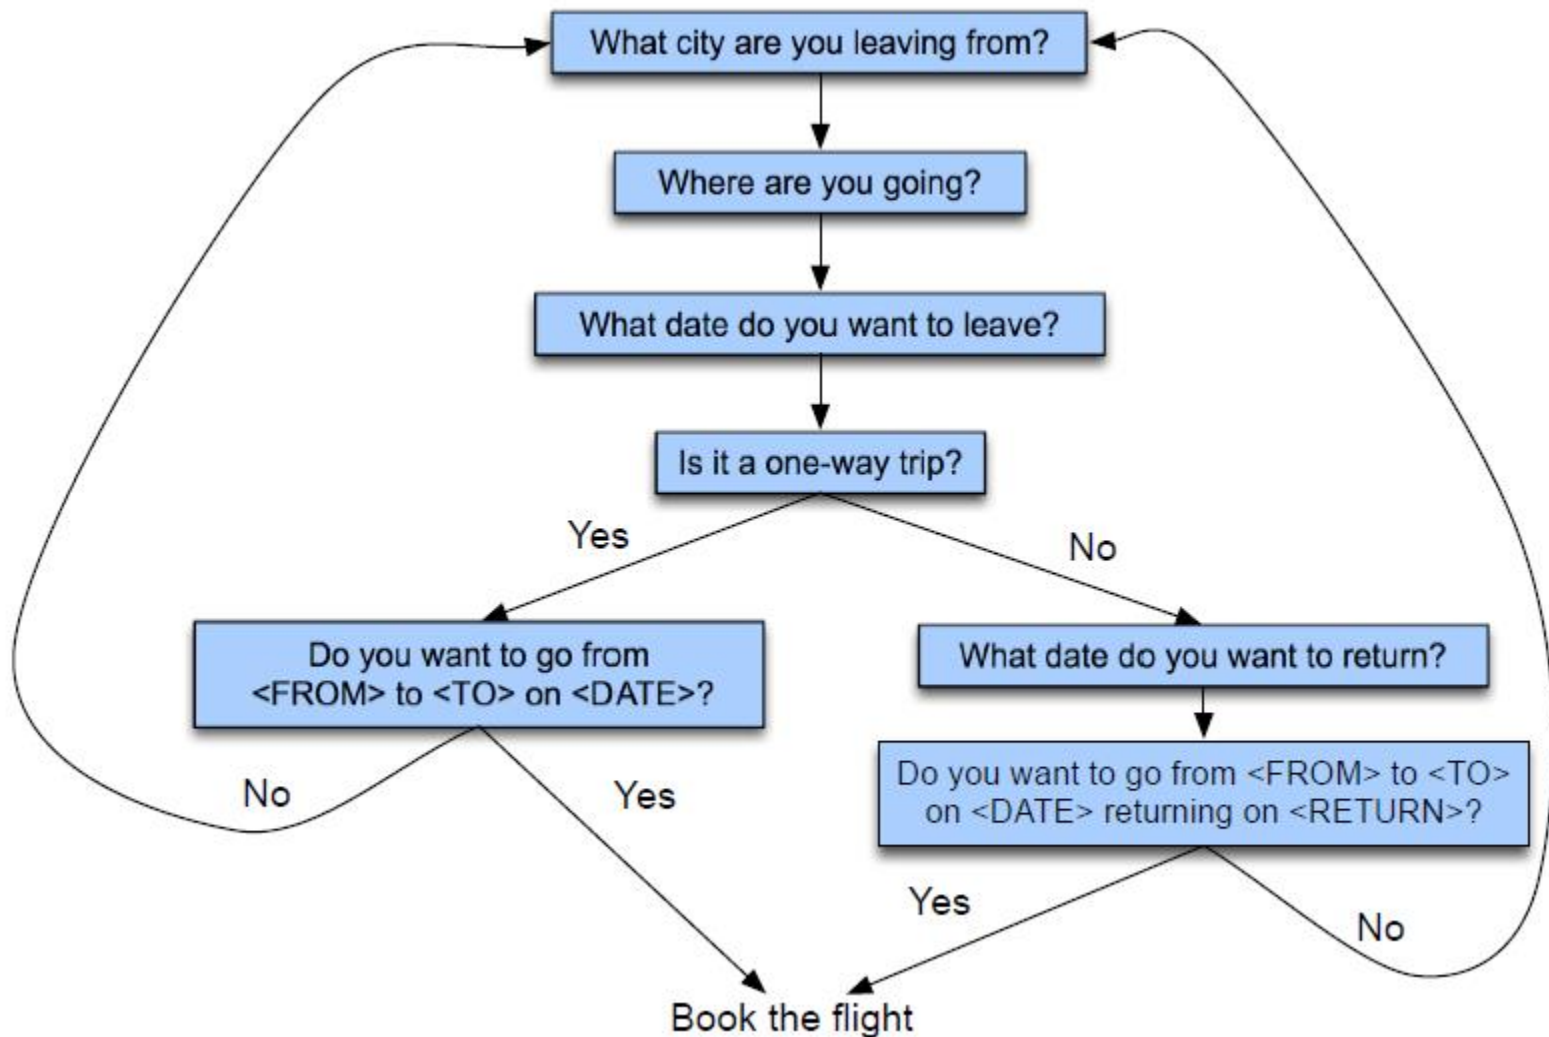 What city are you leaving from?
Where are you going?
What date do you want to leave?
Is it a one-way trip?
Yes
No
Do you want to go from
<FROM> to <TO> on <DATE>?
What date do you want to return?
Do you want to go from <FROM> to <TO>
on <DATE> returning on <RETURN>?
No
Yes
Yes
No
Book the flight